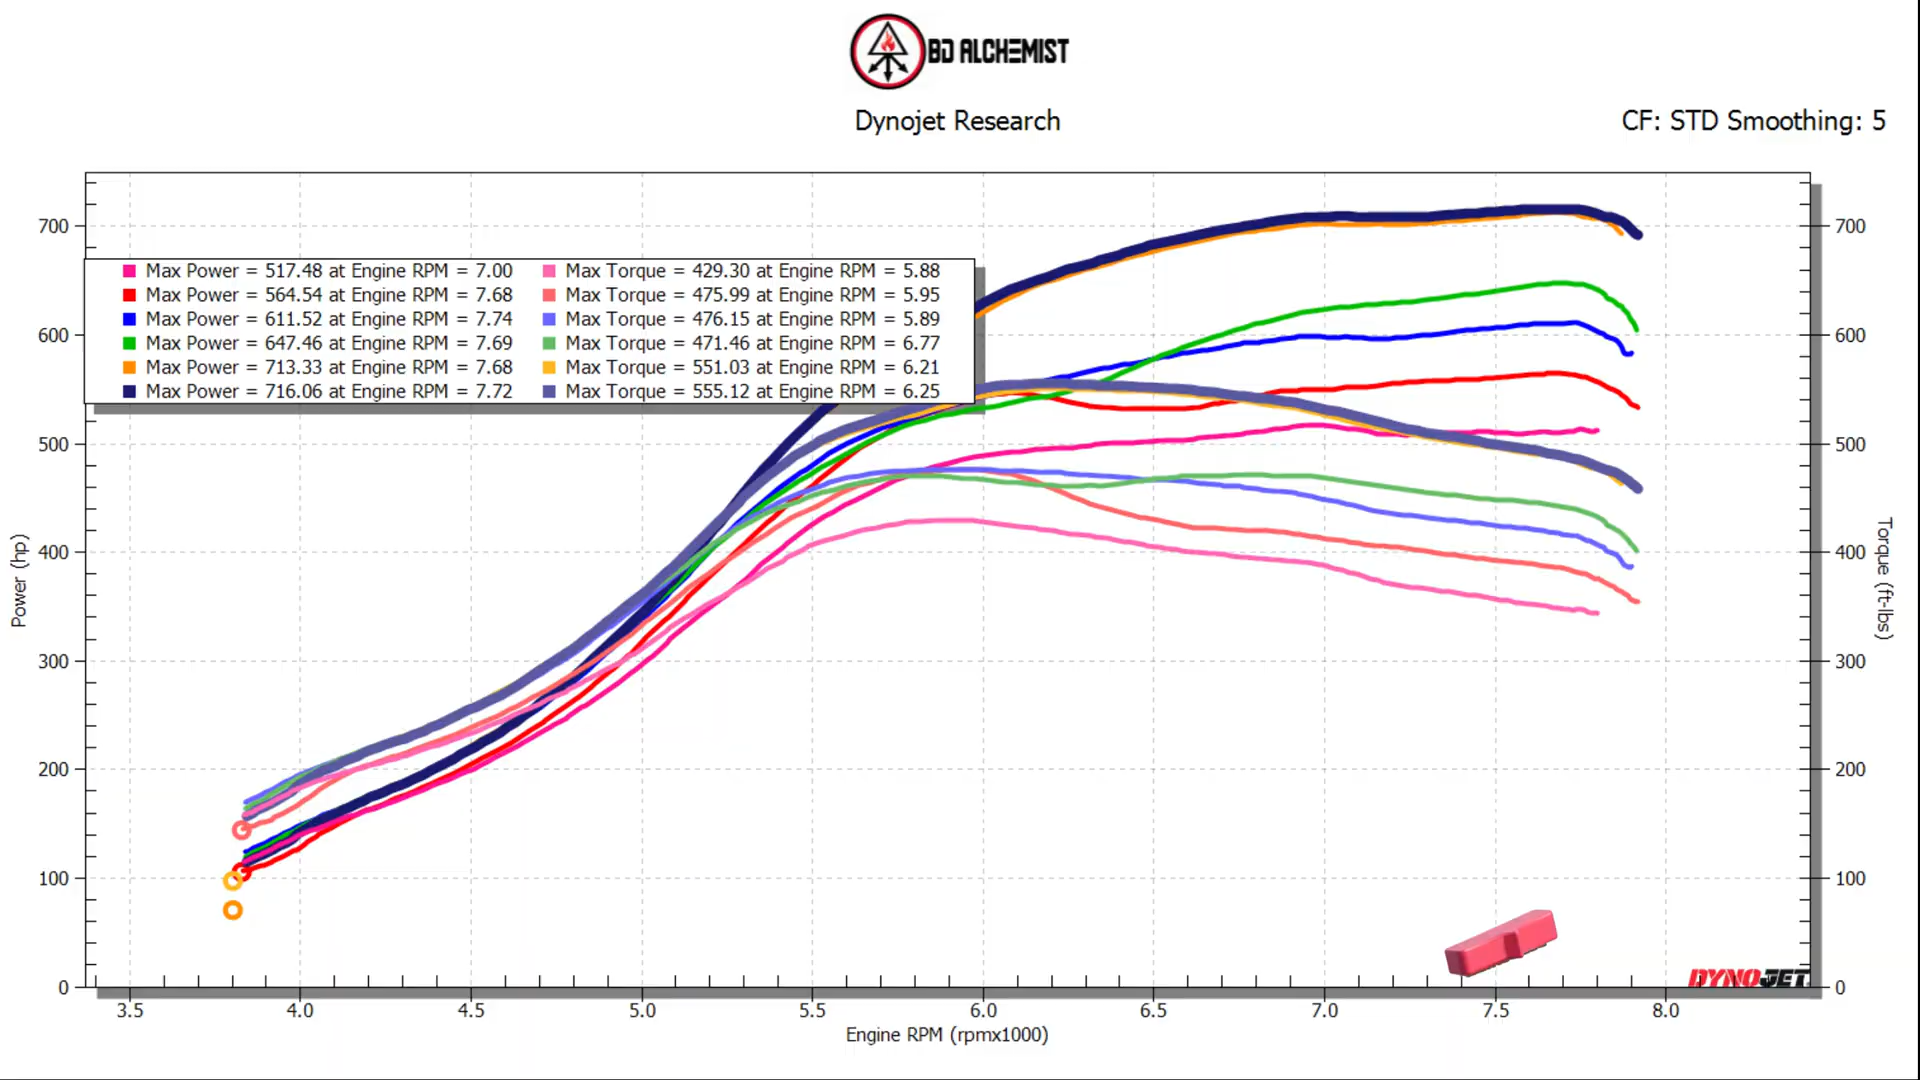 BD ALCHEMIST
Dynojet Research
CF: STD Smoothing: 5
Max Power = 517.48 at Engine RPM = 7.00 Max Torque = 429.30 at Engine RPM = 5.88
Max Power = 564.54 at Engine RPM = 7.68 Max Torque = 475.99 at Engine RPM = 5.95
Max Power = 611.52 at Engine RPM = 7.74 Max Torque = 476.15 at Engine RPM = 5.89
Max Power = 647.46 at Engine RPM = 7.69 Max Torque = 471.46 at Engine RPM = 6.77
Max Power = 713.33 at Engine RPM = 7.68 Max Torque = 551.03 at Engine RPM = 6.21
Max Power = 716.06 at Engine RPM = 7.72 Max Torque = 555.12 at Engine RPM = 6.25
700 700
600 600
500 500
400 400
300 300
200 200
100 100
0 0
Power (hp)
Torque (ft-lbs)
DYNOJET
3.5 4.0 4.5 5.0 5.5 6.0 6.5 7.0 7.5 8.0
Engine RPM (rpmx1000)